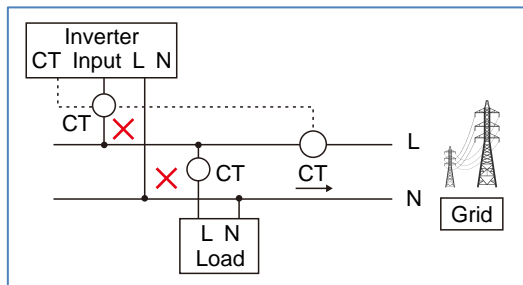 Inverter
CT Input L N
CT
L
CT
CT
N
Grid
L N
Load